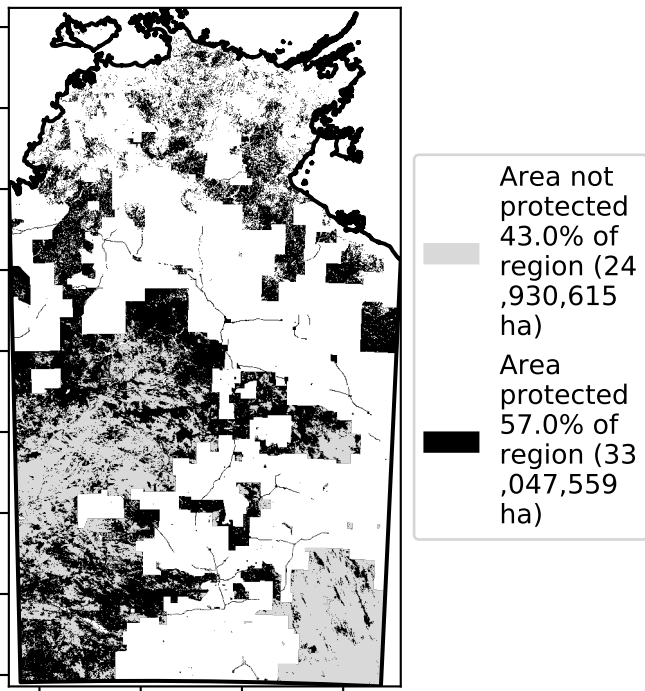 Area not
protected
43.0% of
region (24
,930,615
ha)
Area
protected
57.0% of
region (33
,047,559
ha)